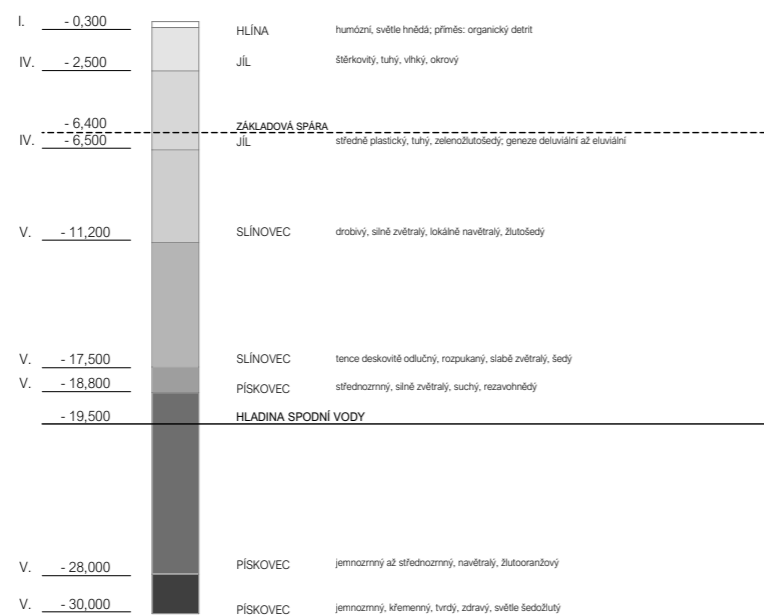 I. - 0,300 HLÍNA humózní, světle hnědá; příměs: organický detrit
IV. - 2,500 JÍL štěrkovitý, tuhý, vlhký, okrový
- 6,400 ZÁKLADOVÁ SPÁRA
IV. - 6,500 JÍL středně plastický, tuhý, zelenožlutošedý; geneze deluviální až eluviální
V. - 11,200 SLÍNOVEC drobivý, silně zvětralý, lokálně navětralý, žlutošedý
V. - 17,500 SLÍNOVEC tence deskovitě odlučný, rozpukaný, slabě zvětralý, šedý
V. - 18,800 PÍSKOVEC střednozrnný, silně zvětralý, suchý, rezavohnědý
- 19,500 HLADINA SPODNÍ VODY
V. - 28,000 PÍSKOVEC jemnozrnný až střednozrnný, navětralý, žlutooranžový
V. - 30,000 PÍSKOVEC jemnozrnný, křemenný, tvrdý, zdravý, světle šedožlutý